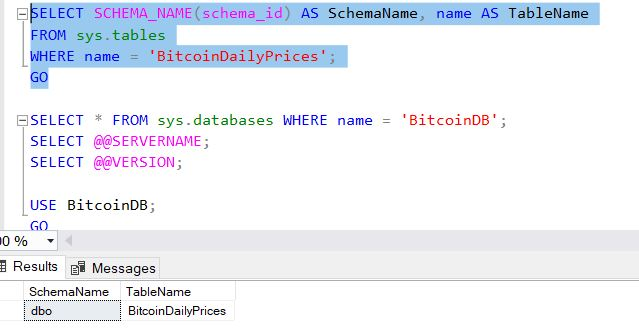 SELECT SCHEMA_NAME(schema_id) AS SchemaName, name AS TableName
FROM sys.tables
WHERE name = 'BitcoinDailyPrices';
GO
SELECT * FROM sys.databases WHERE name = 'BitcoinDB';
SELECT @@SERVERNAME;
SELECT @@VERSION;
USE BitcoinDB;
GO
00 %
Results Messages
SchemaName TableName
dbo BitcoinDailyPrices